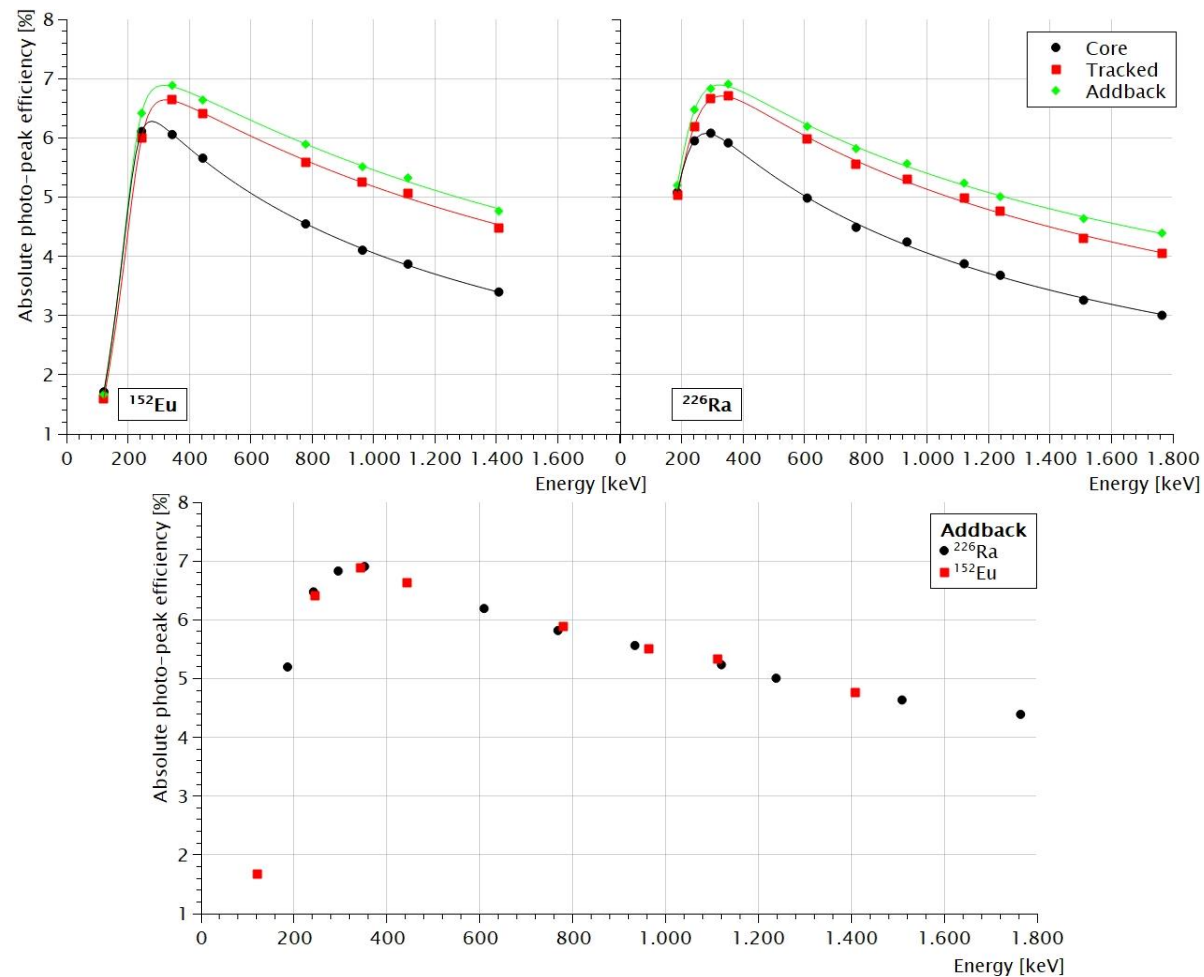 Absolute photo-peak efficiency [%]
8
7
6
5
4
3
2
1
0 200 400 600 800 1.000 1.200 1.400 1.600
Energy [keV]
¹⁵²Eu
Core
Tracked
Addback
²²⁶Ra
0 200 400 600 800 1.000 1.200 1.400 1.600 1.800
Energy [keV]
Absolute photo-peak efficiency [%]
8
7
6
5
4
3
2
1
Addback
²²⁶Ra
¹⁵²Eu
0 200 400 600 800 1.000 1.200 1.400 1.600 1.800
Energy [keV]